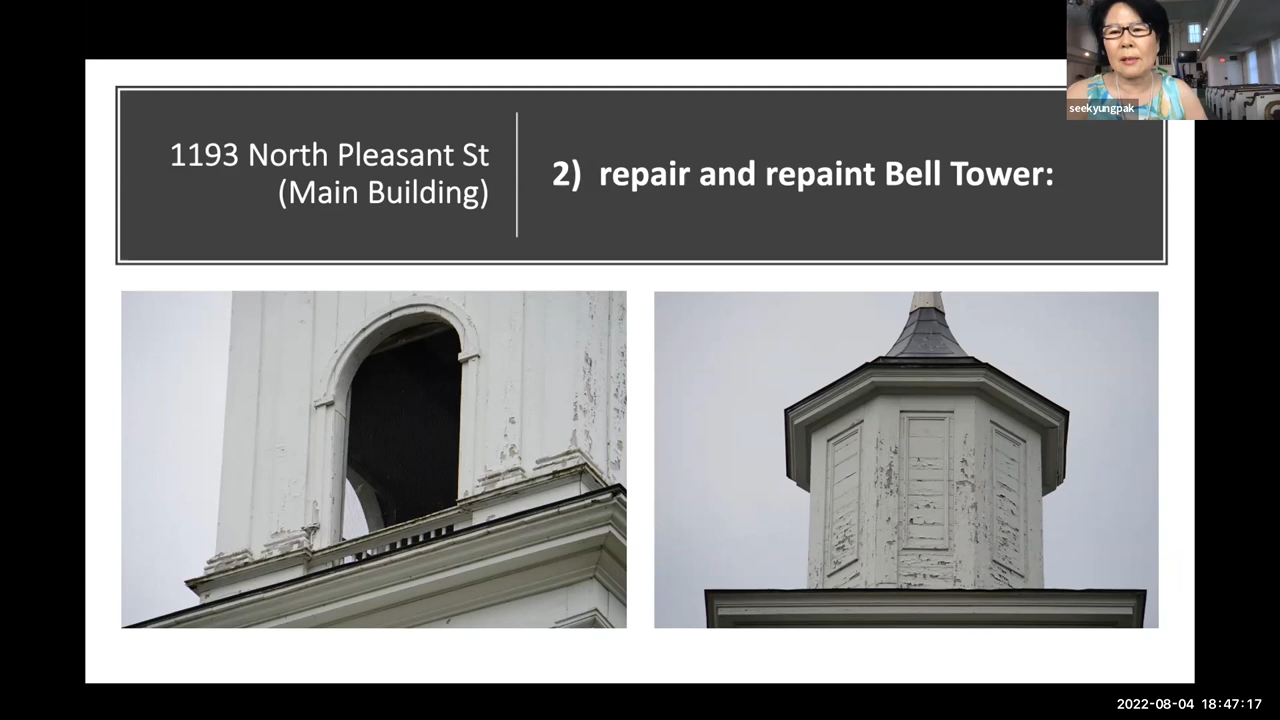 seekyungpak
1193 North Pleasant St
(Main Building)
2) repair and repaint Bell Tower:
2022-08-04 18:47:17